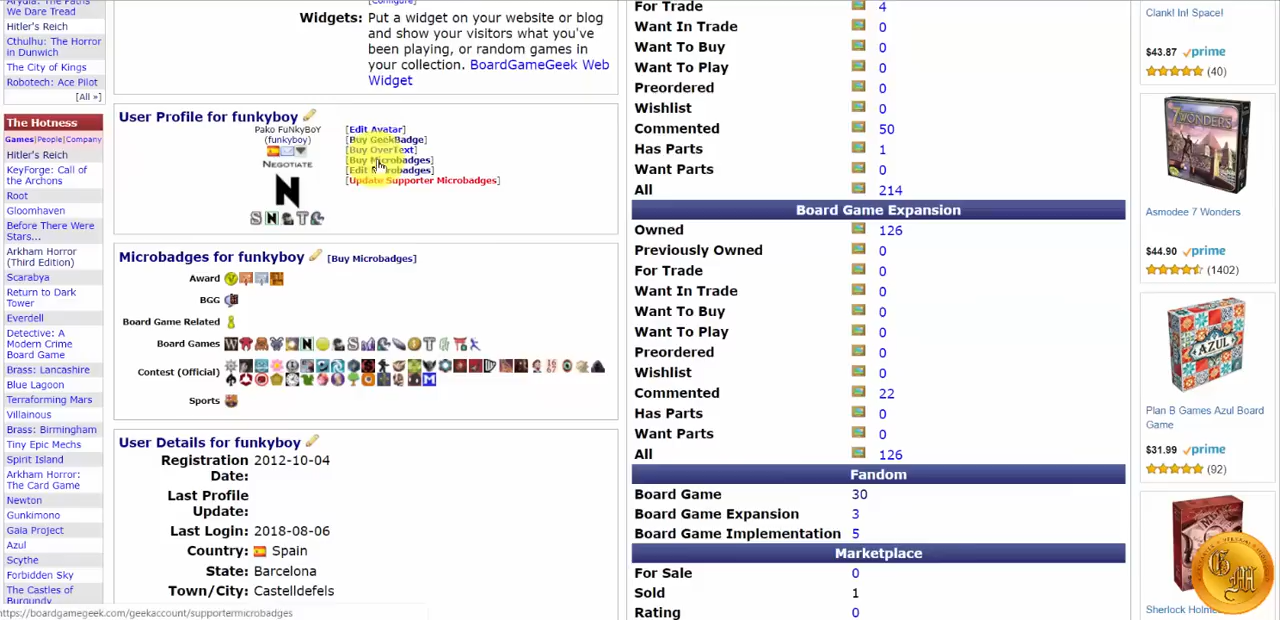 Arydia: The Paths
We Dare Tread
Hitler's Reich
Cthulhu: The Horror
in Dunwich
The City of Kings
Robotech: Ace Pilot
[All »]
The Hotness
Games|People|Company
Hitler's Reich
KeyForge: Call of
the Archons
Root
Gloomhaven
Before There Were
Stars...
Arkham Horror
(Third Edition)
Scarabya
Return to Dark
Tower
Everdell
Detective: A
Modern Crime
Board Game
Brass: Lancashire
Blue Lagoon
Terraforming Mars
Villainous
Brass: Birmingham
Tiny Epic Mechs
Spirit Island
Arkham Horror:
The Card Game
Newton
Gunkimono
Gaia Project
Azul
Scythe
Forbidden Sky
The Castles of
Burgundy
https://boardgamegeek.com/geekaccount/supportermicrobadges
[Configure]
Widgets: Put a widget on your website or blog
and show your visitors what you've
been playing, or random games in
your collection. BoardGameGeek Web
Widget
User Profile for funkyboy
Pako FuNkyBoY
(funkyboy)
NEGOTIATE
N
[Edit Avatar]
[Buy GeekBadge]
[Buy OverText]
[Buy Microbadges]
[Edit Microbadges]
[Update Supporter Microbadges]
Microbadges for funkyboy [Buy Microbadges]
Award
BGG
Board Game Related
Board Games
Contest (Official)
Sports
User Details for funkyboy
Registration 2012-10-04
Date:
Last Profile
Update:
Last Login: 2018-08-06
Country: Spain
State: Barcelona
Town/City: Castelldefels
For Trade 4
Want In Trade 0
Want To Buy 0
Want To Play 0
Preordered 0
Wishlist 0
Commented 50
Has Parts 1
Want Parts 0
All 214
Board Game Expansion
Owned 126
Previously Owned 0
For Trade 0
Want In Trade 0
Want To Buy 0
Want To Play 0
Preordered 0
Wishlist 0
Commented 22
Has Parts 0
Want Parts 0
All 126
Fandom
Board Game 30
Board Game Expansion 3
Board Game Implementation 5
Marketplace
For Sale 0
Sold 1
Rating 0
Clank! In! Space!
$43.87 prime
(40)
7 WONDERS
Asmodee 7 Wonders
$44.90 prime
(1402)
AZUL
Plan B Games Azul Board
Game
$31.99 prime
(92)
Sherlock Holmes
GM